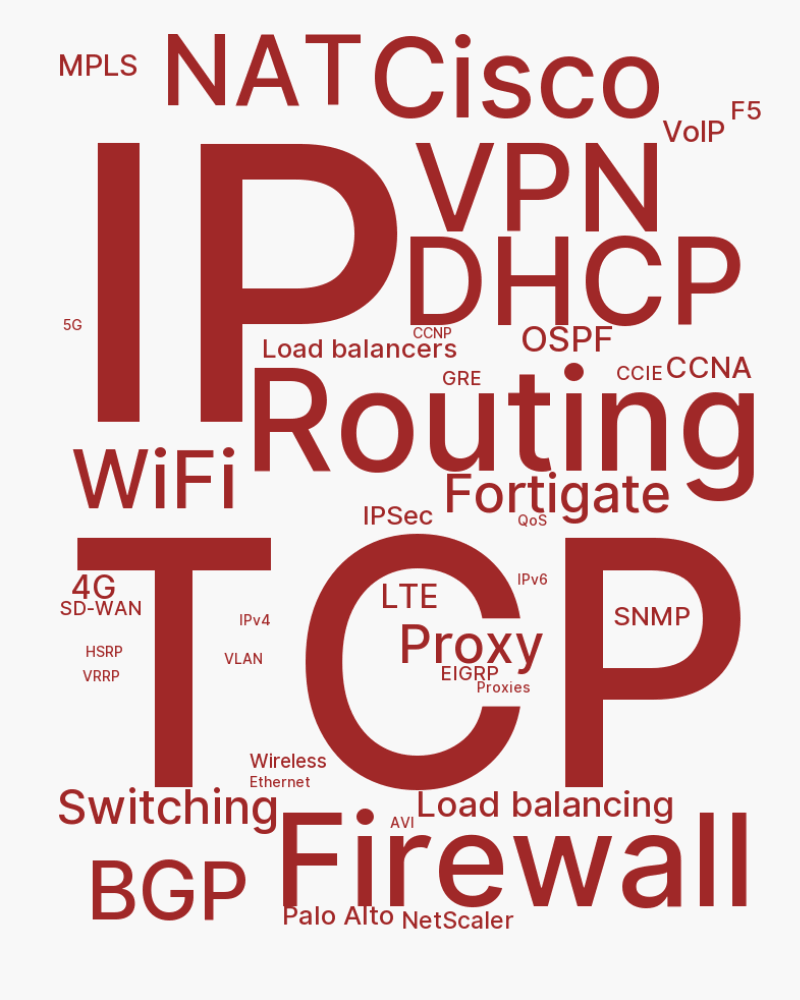 NAT
Cisco
MPLS
F5
VoIP
IP
VPN
DHCP
5G
CCNP
OSPF
Load balancers
CCNA
CCIE
GRE
Routing
WiFi
Fortigate
IPSec
QoS
TCP
IPv6
4G
LTE
SD-WAN
SNMP
IPv4
Proxy
HSRP
VLAN
EIGRP
VRRP
Proxies
Wireless
Ethernet
Switching
Load balancing
AVI
Firewall
BGP
Palo Alto
NetScaler